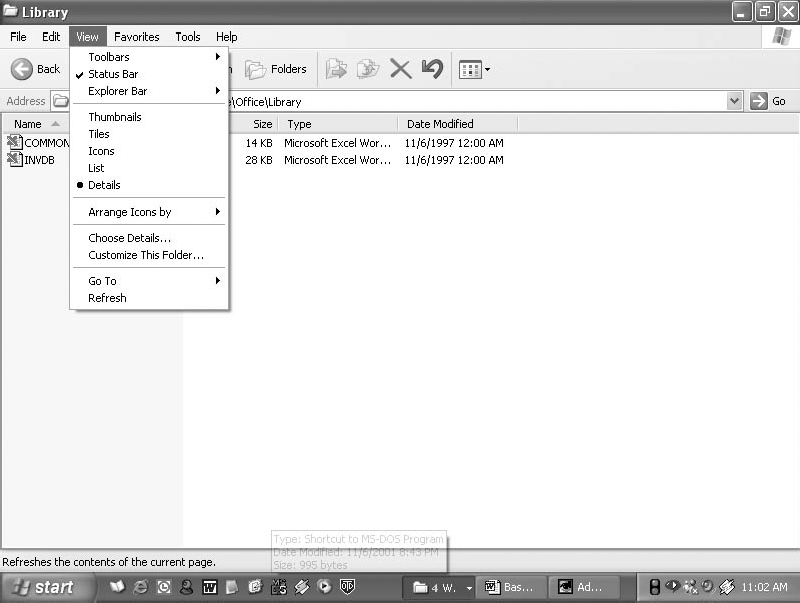 Library
File Edit View Favorites Tools Help
Toolbars
Status Bar
Explorer Bar
Thumbnails
Tiles
Icons
List
Details
Arrange Icons by
Choose Details...
Customize This Folder...
Go To
Refresh
Back Folders
Address \Office\Library Go
Name Size Type Date Modified
COMMON 14 KB Microsoft Excel Wor... 11/6/1997 12:00 AM
INVDB 28 KB Microsoft Excel Wor... 11/6/1997 12:00 AM
Type: Shortcut to MS-DOS Program
Date Modified: 11/6/2001 8:43 PM
Size: 995 bytes
Refreshes the contents of the current page.
start 4 W. Bas... Ad... 11:02 AM